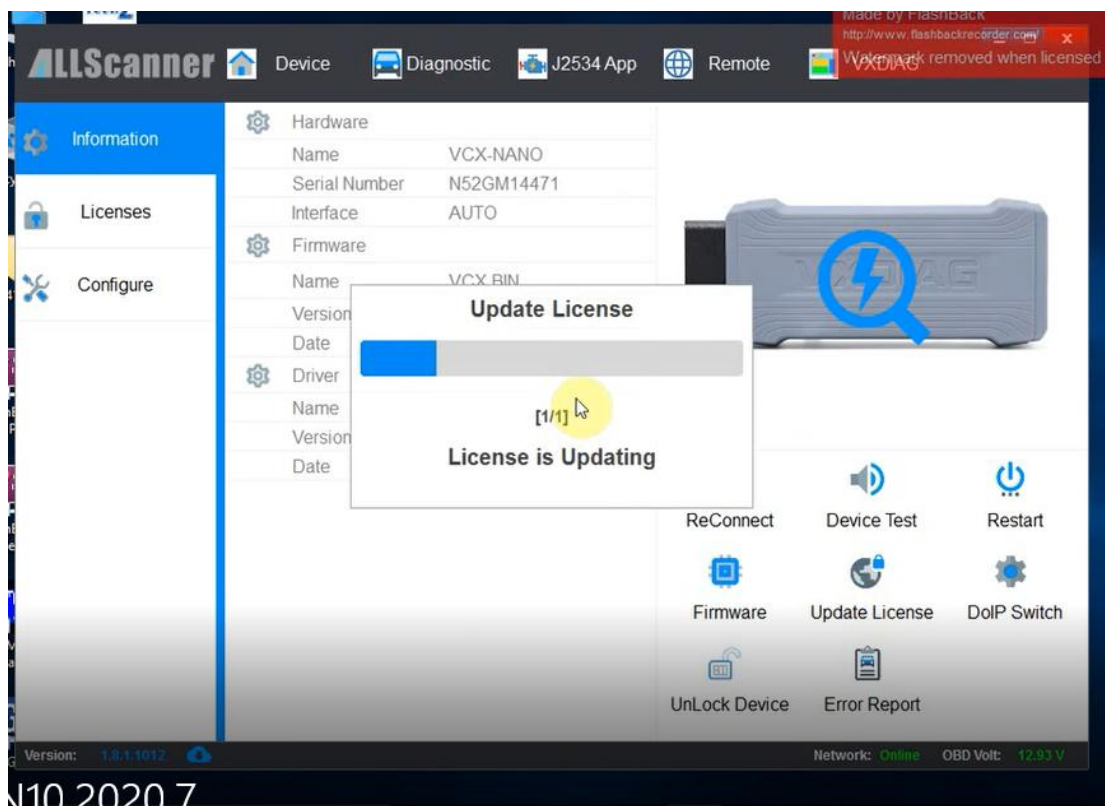 Made by FlashBack
http://www.flashbackrecorder.com/
Watermark removed when licensed
ALLScanner
Device
Diagnostic
J2534 App
Remote
VXDIAG
Information
Licenses
Configure
Hardware
Name VCX-NANO
Serial Number N52GM14471
Interface AUTO
Firmware
Name VCX.BIN
Version
Date
Driver
Name
Version
Date
VXDIAG
Update License
[1/1]
License is Updating
ReConnect
Device Test
Restart
Firmware
Update License
DoIP Switch
UnLock Device
Error Report
Version: 1.8.1.1012
Network: Online OBD Volt: 12.93 V
N10 2020.7